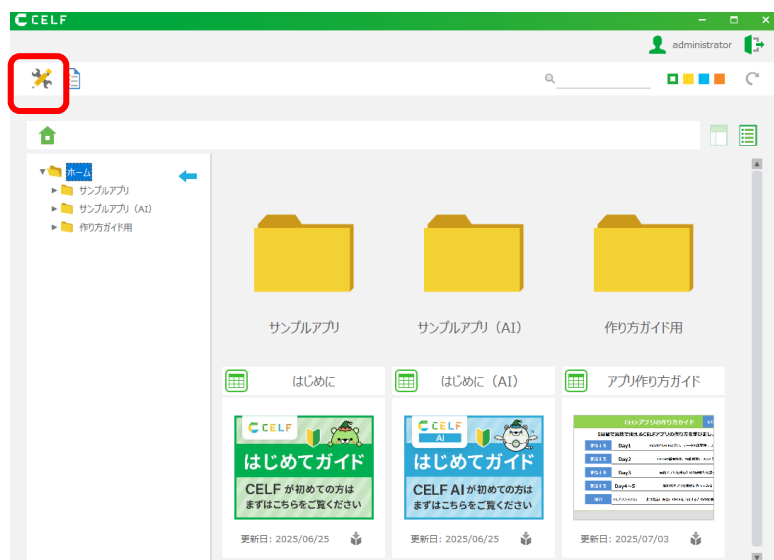 CELF
administrator
ホーム
サンプルアプリ
サンプルアプリ (AI)
作り方ガイド用
サンプルアプリ
サンプルアプリ (AI)
作り方ガイド用
はじめに
はじめに (AI)
アプリ作り方ガイド
CELF
はじめてガイド
CELF が初めての方は
まずはこちらをご覧ください
更新日: 2025/06/25
CELF
AI
はじめてガイド
CELF AI が初めての方は
まずはこちらをご覧ください
更新日: 2025/06/25
CELFアプリの作り方ガイド
Day1
Day2
Day3
Day4~5
更新日: 2025/07/03